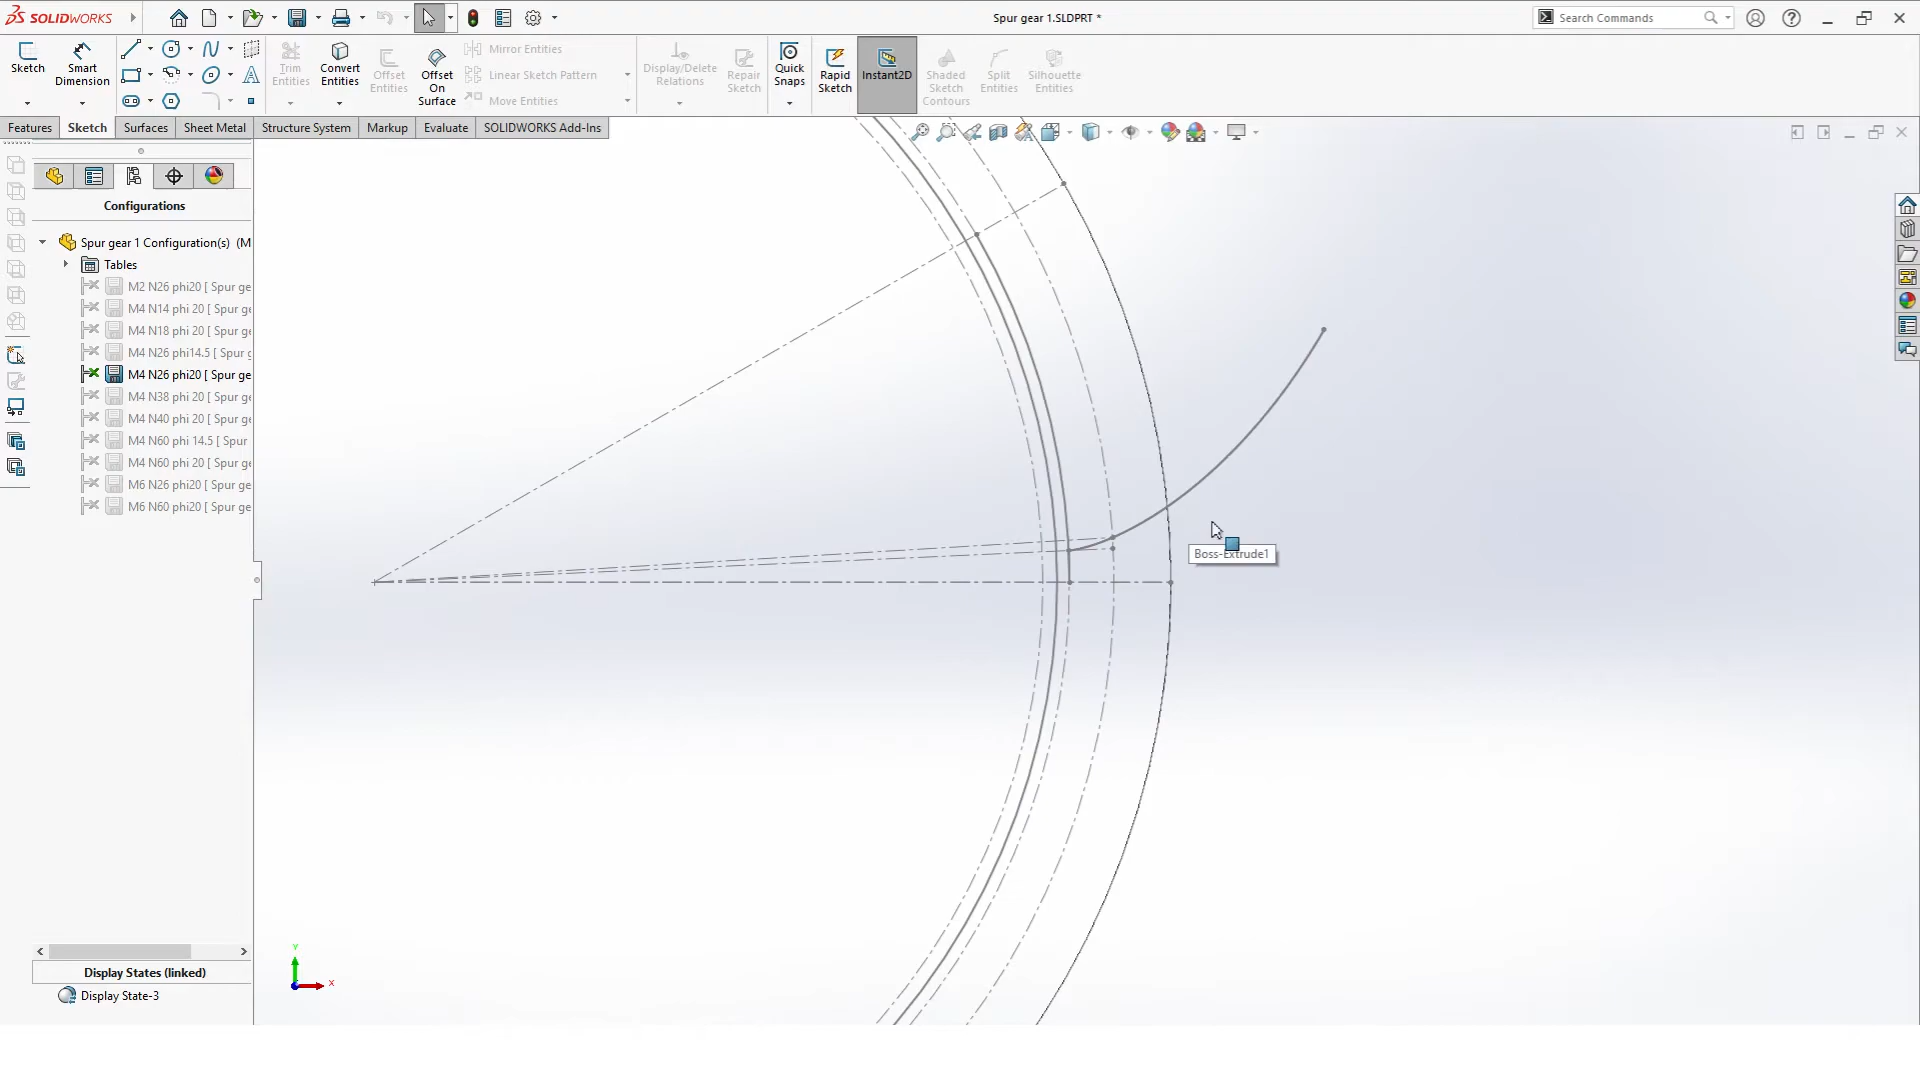 SOLIDWORKS
Spur gear 1.SLDPRT *
Search Commands
Sketch
Smart Dimension
Trim Entities
Convert Entities
Offset Entities
Offset On Surface
Mirror Entities
Linear Sketch Pattern
Move Entities
Display/Delete Relations
Repair Sketch
Quick Snaps
Rapid Sketch
Instant2D
Shaded Sketch Contours
Split Entities
Silhouette Entities
Features
Sketch
Surfaces
Sheet Metal
Structure System
Markup
Evaluate
SOLIDWORKS Add-Ins
Configurations
Spur gear 1 Configuration(s) (M
Tables
M2 N26 phi20 [ Spur ge
M4 N14 phi 20 [ Spur ge
M4 N18 phi 20 [ Spur ge
M4 N26 phi14.5 [ Spur g
M4 N26 phi20 [ Spur ge
M4 N38 phi 20 [ Spur ge
M4 N40 phi 20 [ Spur ge
M4 N60 phi 14.5 [ Spur
M4 N60 phi 20 [ Spur ge
M6 N26 phi20 [ Spur ge
M6 N60 phi20 [ Spur ge
Boss-Extrude1
Y
X
Display States (linked)
Display State-3